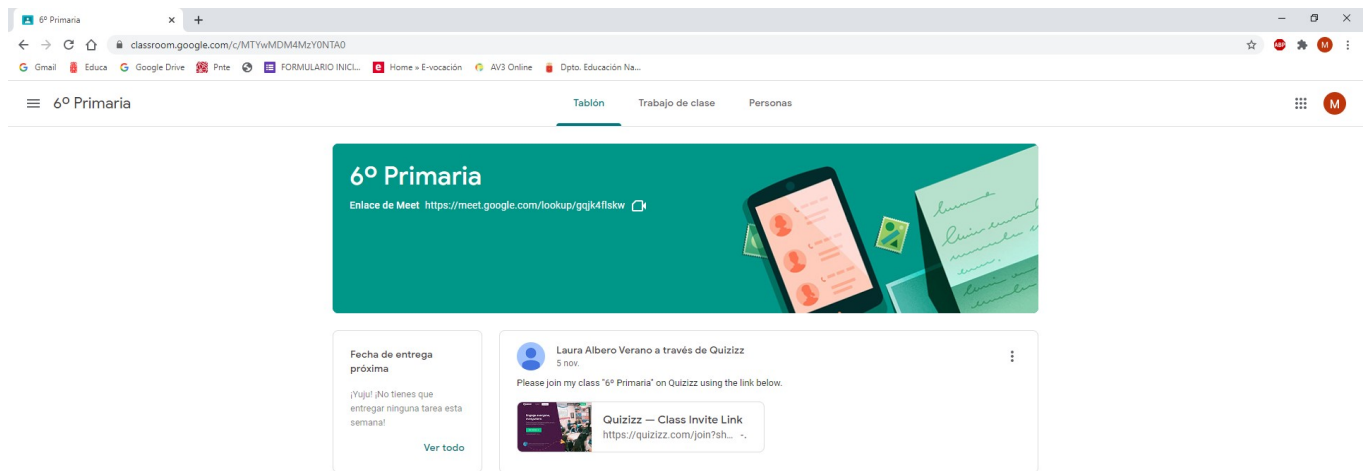 6º Primaria
classroom.google.com/c/MTYwMDM4MzY0NTA0
ABP
M
Gmail
Educa
Google Drive
Pnte
FORMULARIO INICI...
Home » E-vocación
AV3 Online
Dpto. Educación Na...
6º Primaria
Tablón
Trabajo de clase
Personas
M
6º Primaria
Enlace de Meet https://meet.google.com/lookup/gqjk4flskw
Fecha de entrega
próxima
¡Yuju! ¡No tienes que
entregar ninguna tarea esta
semana!
Ver todo
Laura Albero Verano a través de Quizizz
5 nov.
Please join my class "6º Primaria" on Quizizz using the link below.
Quizizz — Class Invite Link
https://quizizz.com/join?sh...